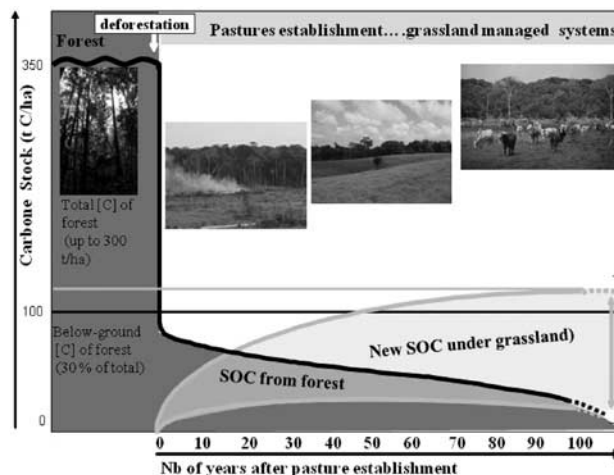 deforestation
Pastures establishment....grassland managed systems
Forest
350
Total [C] of
forest
(up to 300
t/ha)
Carbone Stock (t C/ha)
100
Below-ground
[C] of forest
(30% of total)
New SOC under grassland)
SOC from forest
0
0 10 20 30 40 50 60 70 80 90 100
Nb of years after pasture establishment